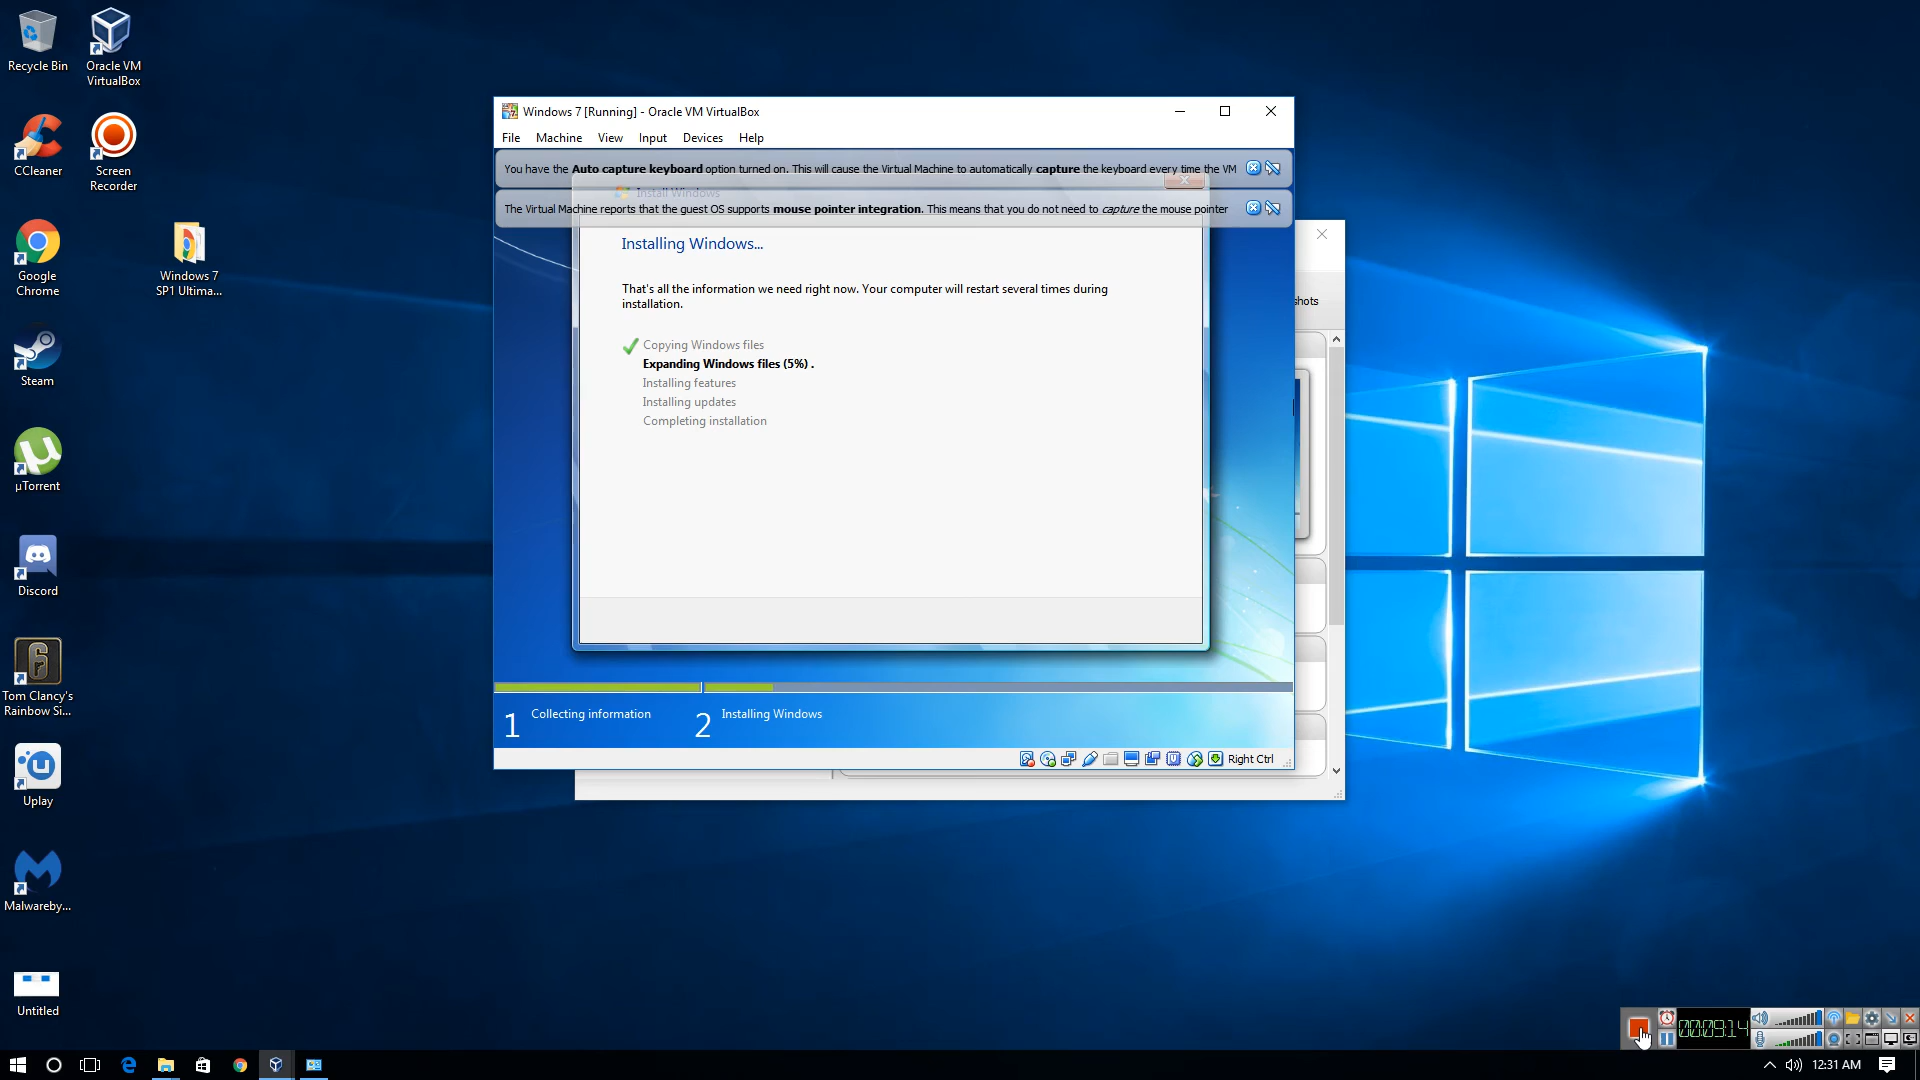 Recycle Bin
Oracle VM
VirtualBox
CCleaner
Screen
Recorder
Google
Chrome
Windows 7
SP1 Ultima...
Steam
µTorrent
Discord
Tom Clancy's
Rainbow Si...
Uplay
Malwareby...
Untitled
Windows 7 [Running] - Oracle VM VirtualBox
File Machine View Input Devices Help
You have the Auto capture keyboard option turned on. This will cause the Virtual Machine to automatically capture the keyboard every time the VM
Install Windows
The Virtual Machine reports that the guest OS supports mouse pointer integration. This means that you do not need to capture the mouse pointer
Installing Windows...
That's all the information we need right now. Your computer will restart several times during
installation.
Copying Windows files
Expanding Windows files (5%) .
Installing features
Installing updates
Completing installation
1 Collecting information 2 Installing Windows
Right Ctrl
shots
00:09:14
12:31 AM